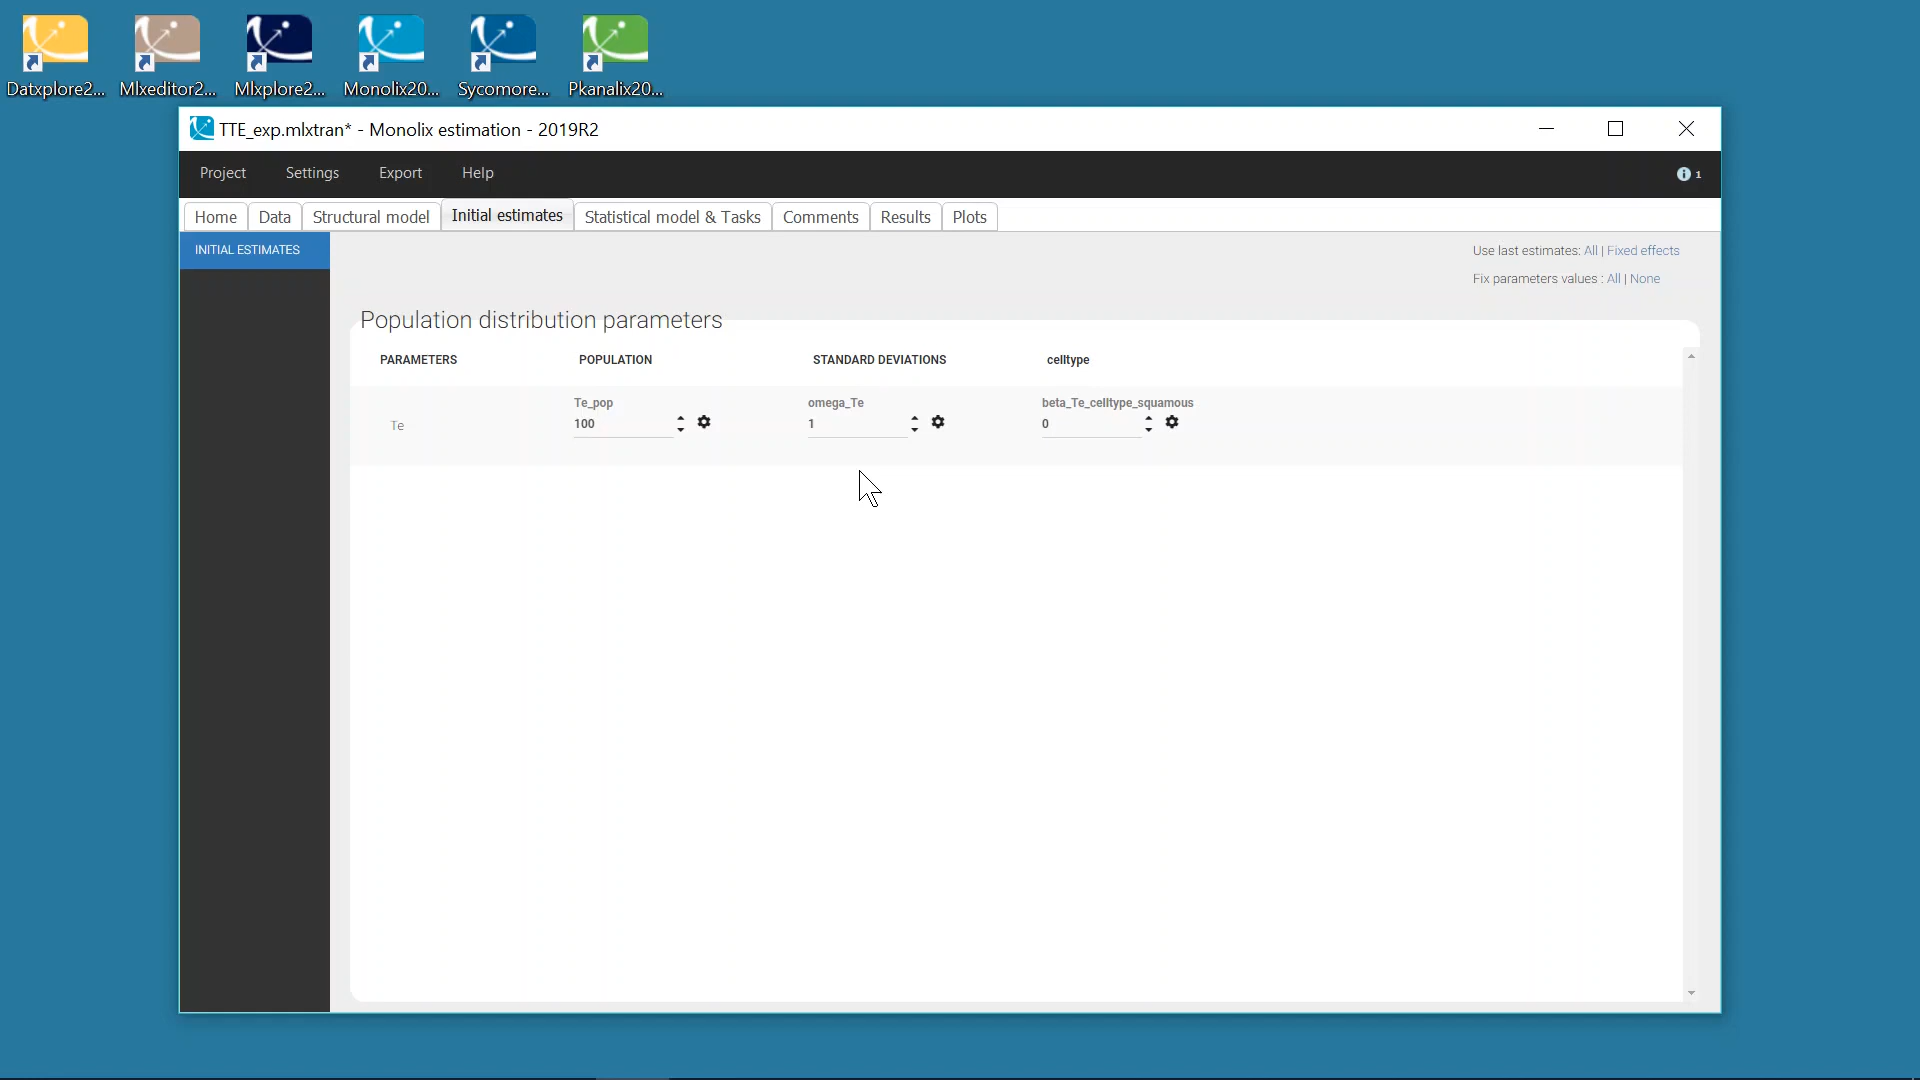 Datxplore2... Mlxeditor2... Mlxplore2... Monolix20... Sycomore... Pkanalix20...
TTE_exp.mlxtran* - Monolix estimation - 2019R2
Project Settings Export Help 1
Home Data Structural model Initial estimates Statistical model & Tasks Comments Results Plots
INITIAL ESTIMATES
Use last estimates: All | Fixed effects
Fix parameters values : All | None
Population distribution parameters
PARAMETERS POPULATION STANDARD DEVIATIONS celltype
Te_pop omega_Te beta_Te_celltype_squamous
Te 100 1 0